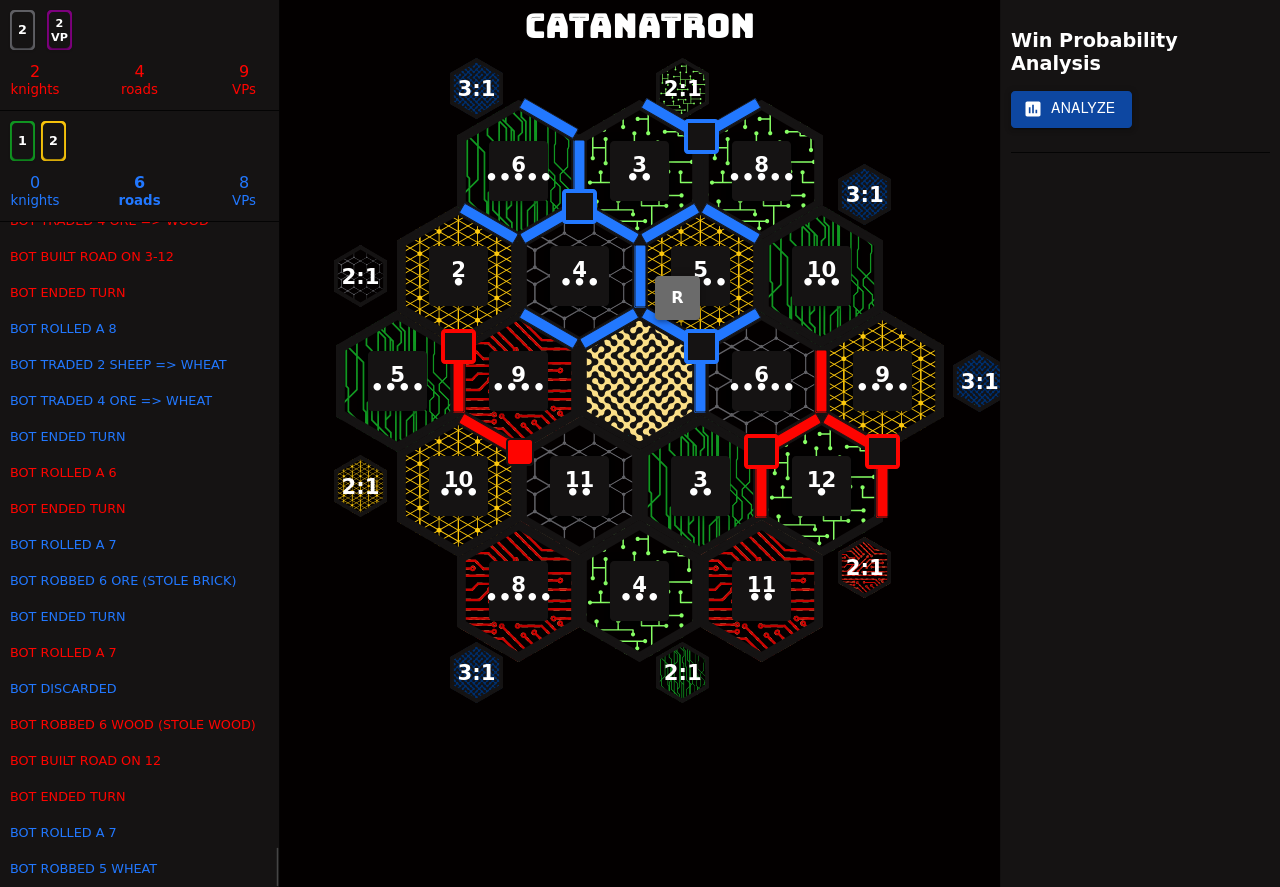 CATANATRON
2
2
VP
2
4
9
knights
roads
VPs
1
2
0
6
8
knights
roads
VPs
BOT TRADED 4 ORE => WOOD
BOT BUILT ROAD ON 3-12
BOT ENDED TURN
BOT ROLLED A 8
BOT TRADED 2 SHEEP => WHEAT
BOT TRADED 4 ORE => WHEAT
BOT ENDED TURN
BOT ROLLED A 6
BOT ENDED TURN
BOT ROLLED A 7
BOT ROBBED 6 ORE (STOLE BRICK)
BOT ENDED TURN
BOT ROLLED A 7
BOT DISCARDED
BOT ROBBED 6 WOOD (STOLE WOOD)
BOT BUILT ROAD ON 12
BOT ENDED TURN
BOT ROLLED A 7
BOT ROBBED 5 WHEAT
3:1
2:1
6
3
8
3:1
2:1
2
4
5
10
R
5
9
6
9
3:1
2:1
10
11
3
12
2:1
8
4
11
3:1
2:1
Win Probability
Analysis
ANALYZE